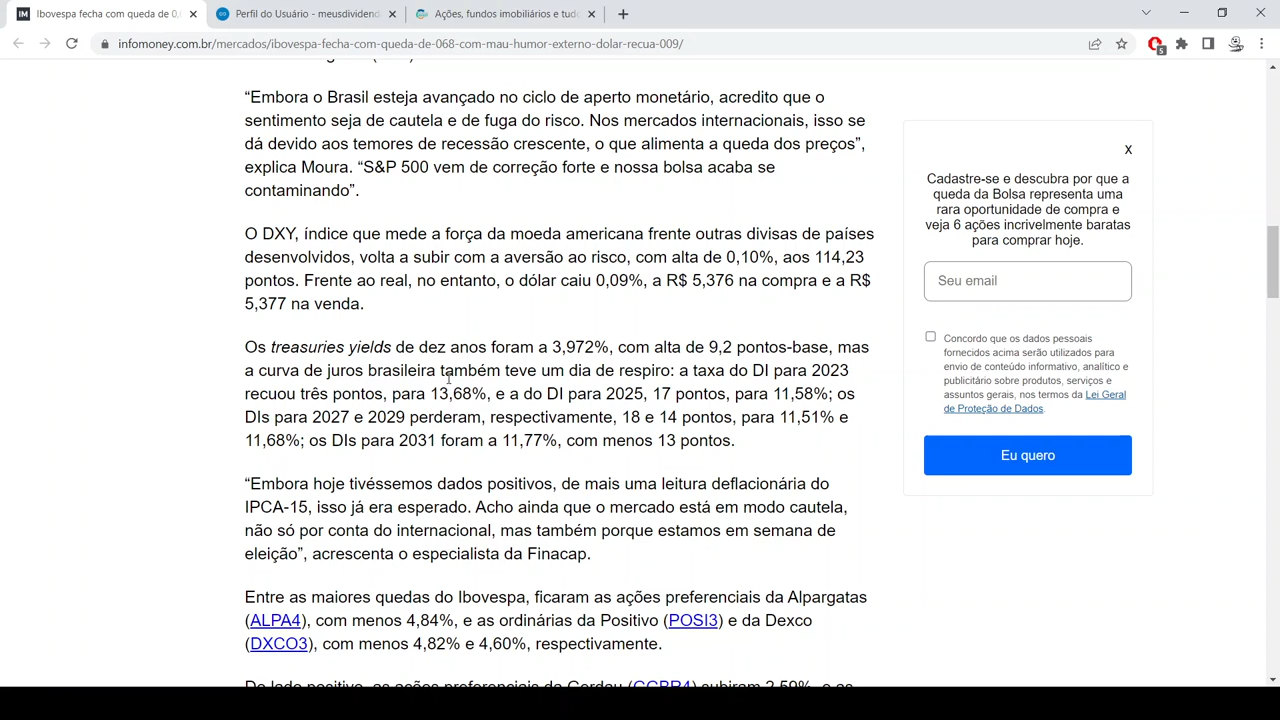 Ibovespa fecha com queda de 0,
Perfil do Usuário - meusdividend
Ações, fundos imobiliários e tud
infomoney.com.br/mercados/ibovespa-fecha-com-queda-de-068-com-mau-humor-externo-dolar-recua-009/
“Embora o Brasil esteja avançado no ciclo de aperto monetário, acredito que o
sentimento seja de cautela e de fuga do risco. Nos mercados internacionais, isso se
dá devido aos temores de recessão crescente, o que alimenta a queda dos preços”,
explica Moura. “S&P 500 vem de correção forte e nossa bolsa acaba se
contaminando”.
O DXY, índice que mede a força da moeda americana frente outras divisas de países
desenvolvidos, volta a subir com a aversão ao risco, com alta de 0,10%, aos 114,23
pontos. Frente ao real, no entanto, o dólar caiu 0,09%, a R$ 5,376 na compra e a R$
5,377 na venda.
Os treasuries yields de dez anos foram a 3,972%, com alta de 9,2 pontos-base, mas
a curva de juros brasileira também teve um dia de respiro: a taxa do DI para 2023
recuou três pontos, para 13,68%, e a do DI para 2025, 17 pontos, para 11,58%; os
DIs para 2027 e 2029 perderam, respectivamente, 18 e 14 pontos, para 11,51% e
11,68%; os DIs para 2031 foram a 11,77%, com menos 13 pontos.
“Embora hoje tivéssemos dados positivos, de mais uma leitura deflacionária do
IPCA-15, isso já era esperado. Acho ainda que o mercado está em modo cautela,
não só por conta do internacional, mas também porque estamos em semana de
eleição”, acrescenta o especialista da Finacap.
Entre as maiores quedas do Ibovespa, ficaram as ações preferenciais da Alpargatas
(ALPA4), com menos 4,84%, e as ordinárias da Positivo (POSI3) e da Dexco
(DXCO3), com menos 4,82% e 4,60%, respectivamente.
Do lado positivo, as ações preferenciais da Gerdau (GGBR4) subiram 2,59%, e as
X
Cadastre-se e descubra por que a
queda da Bolsa representa uma
rara oportunidade de compra e
veja 6 ações incrivelmente baratas
para comprar hoje.
Seu email
Concordo que os dados pessoais
fornecidos acima serão utilizados para
envio de conteúdo informativo, analítico e
publicitário sobre produtos, serviços e
assuntos gerais, nos termos da Lei Geral
de Proteção de Dados.
Eu quero